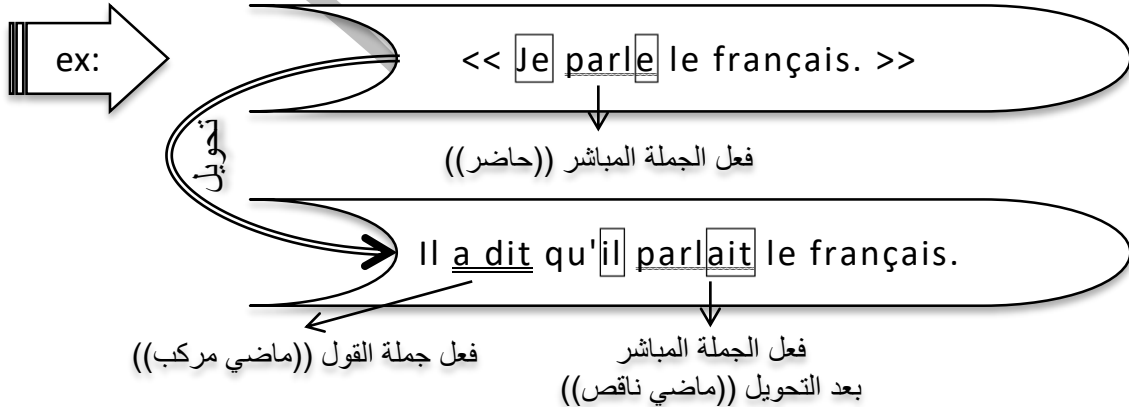 ex:
<< Je parle le français. >>
تحويل
فعل الجملة المباشر ((حاضر))
Il a dit qu'il parlait le français.
فعل جملة القول ((ماضي مركب))
فعل الجملة المباشر
بعد التحويل ((ماضي ناقص))